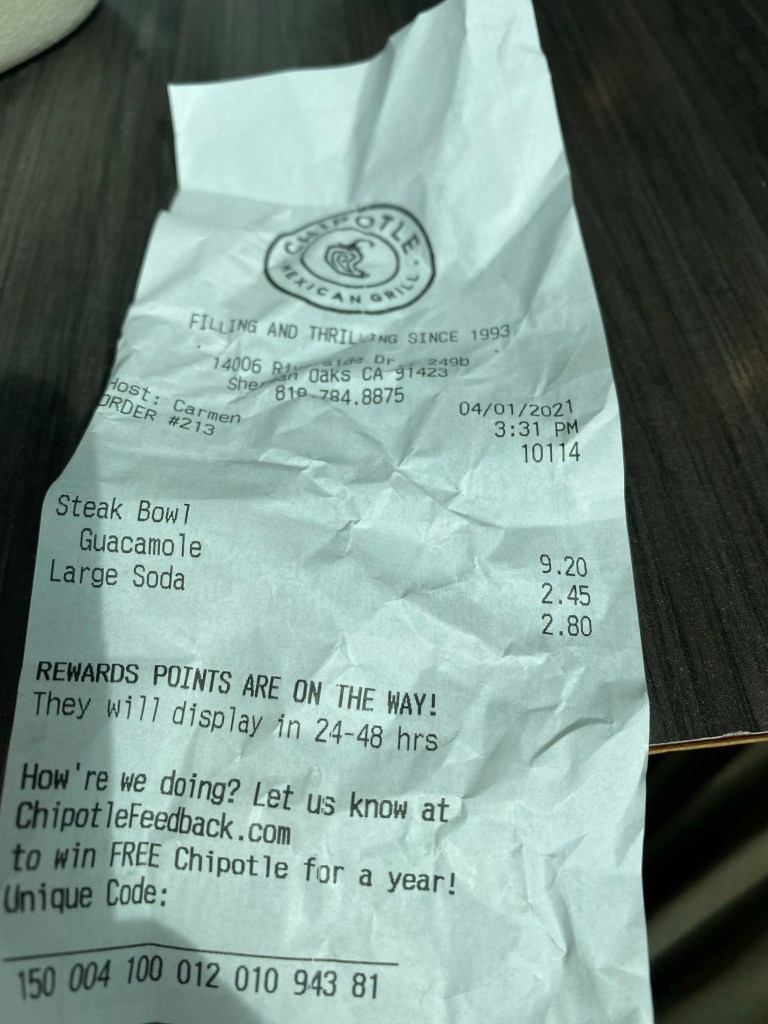 CHIPOTLE
MEXICAN GRILL
FILLING AND THRILLING SINCE 1993
14006 Riverside Dr 249b
Sherman Oaks CA 91423
818.784.8875
Host: Carmen 04/01/2021
ORDER #213 3:31 PM
10114
Steak Bowl 9.20
Guacamole 2.45
Large Soda 2.80
REWARDS POINTS ARE ON THE WAY!
They will display in 24-48 hrs
How're we doing? Let us know at
ChipotleFeedback.com
to win FREE Chipotle for a year!
Unique Code:
150 004 100 012 010 943 81